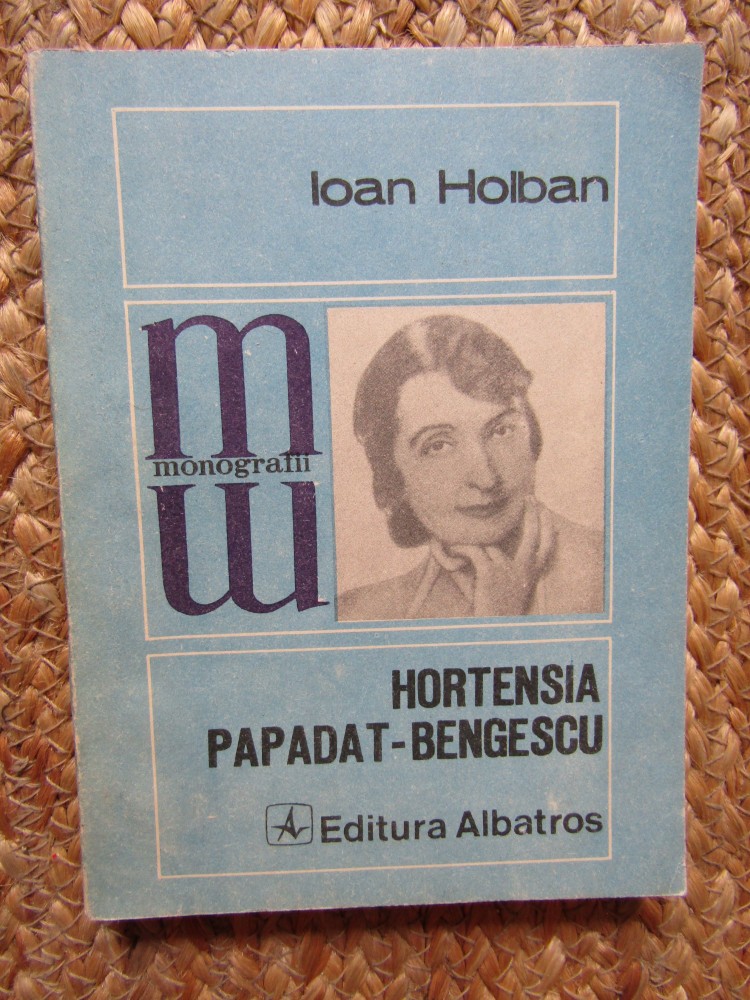 Ioan Holban
m
monografii
m
HORTENSIA
PAPADAT-BENGESCU
Editura Albatros